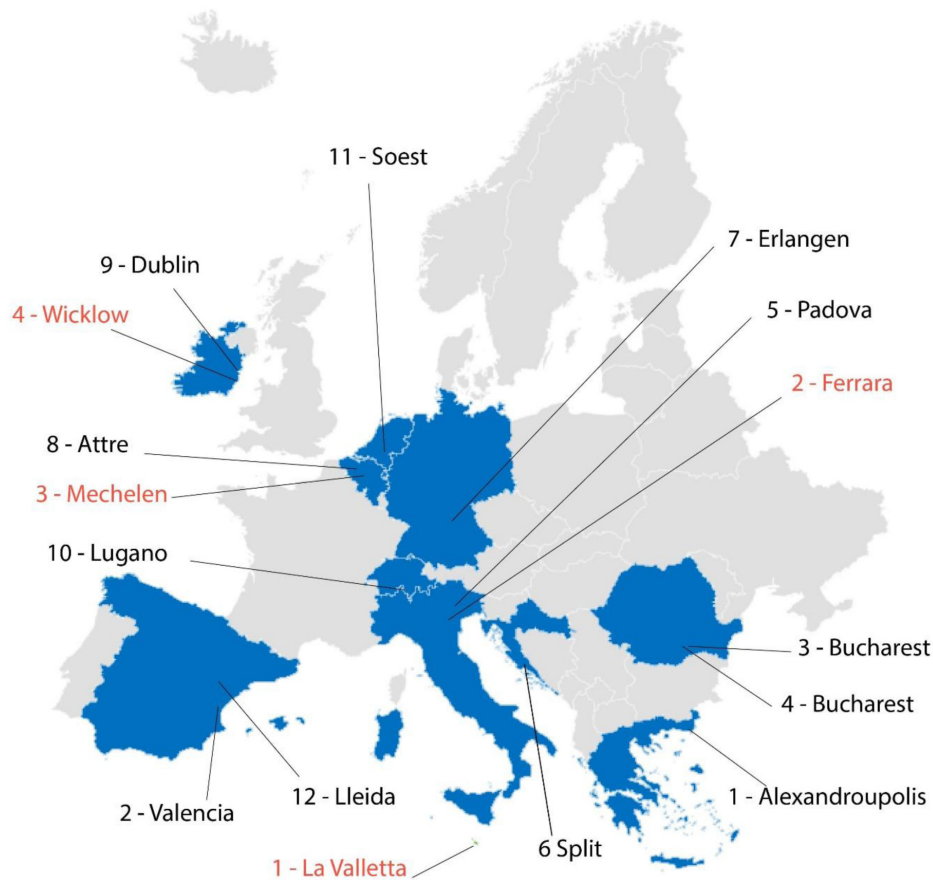 11 - Soest
7 - Erlangen
9 - Dublin
5 - Padova
4 - Wicklow
2 - Ferrara
8 - Attre
3 - Mechelen
10 - Lugano
3 - Bucharest
4 - Bucharest
12 - Lleida
1 - Alexandroupolis
2 - Valencia
6 Split
1 - La Valletta